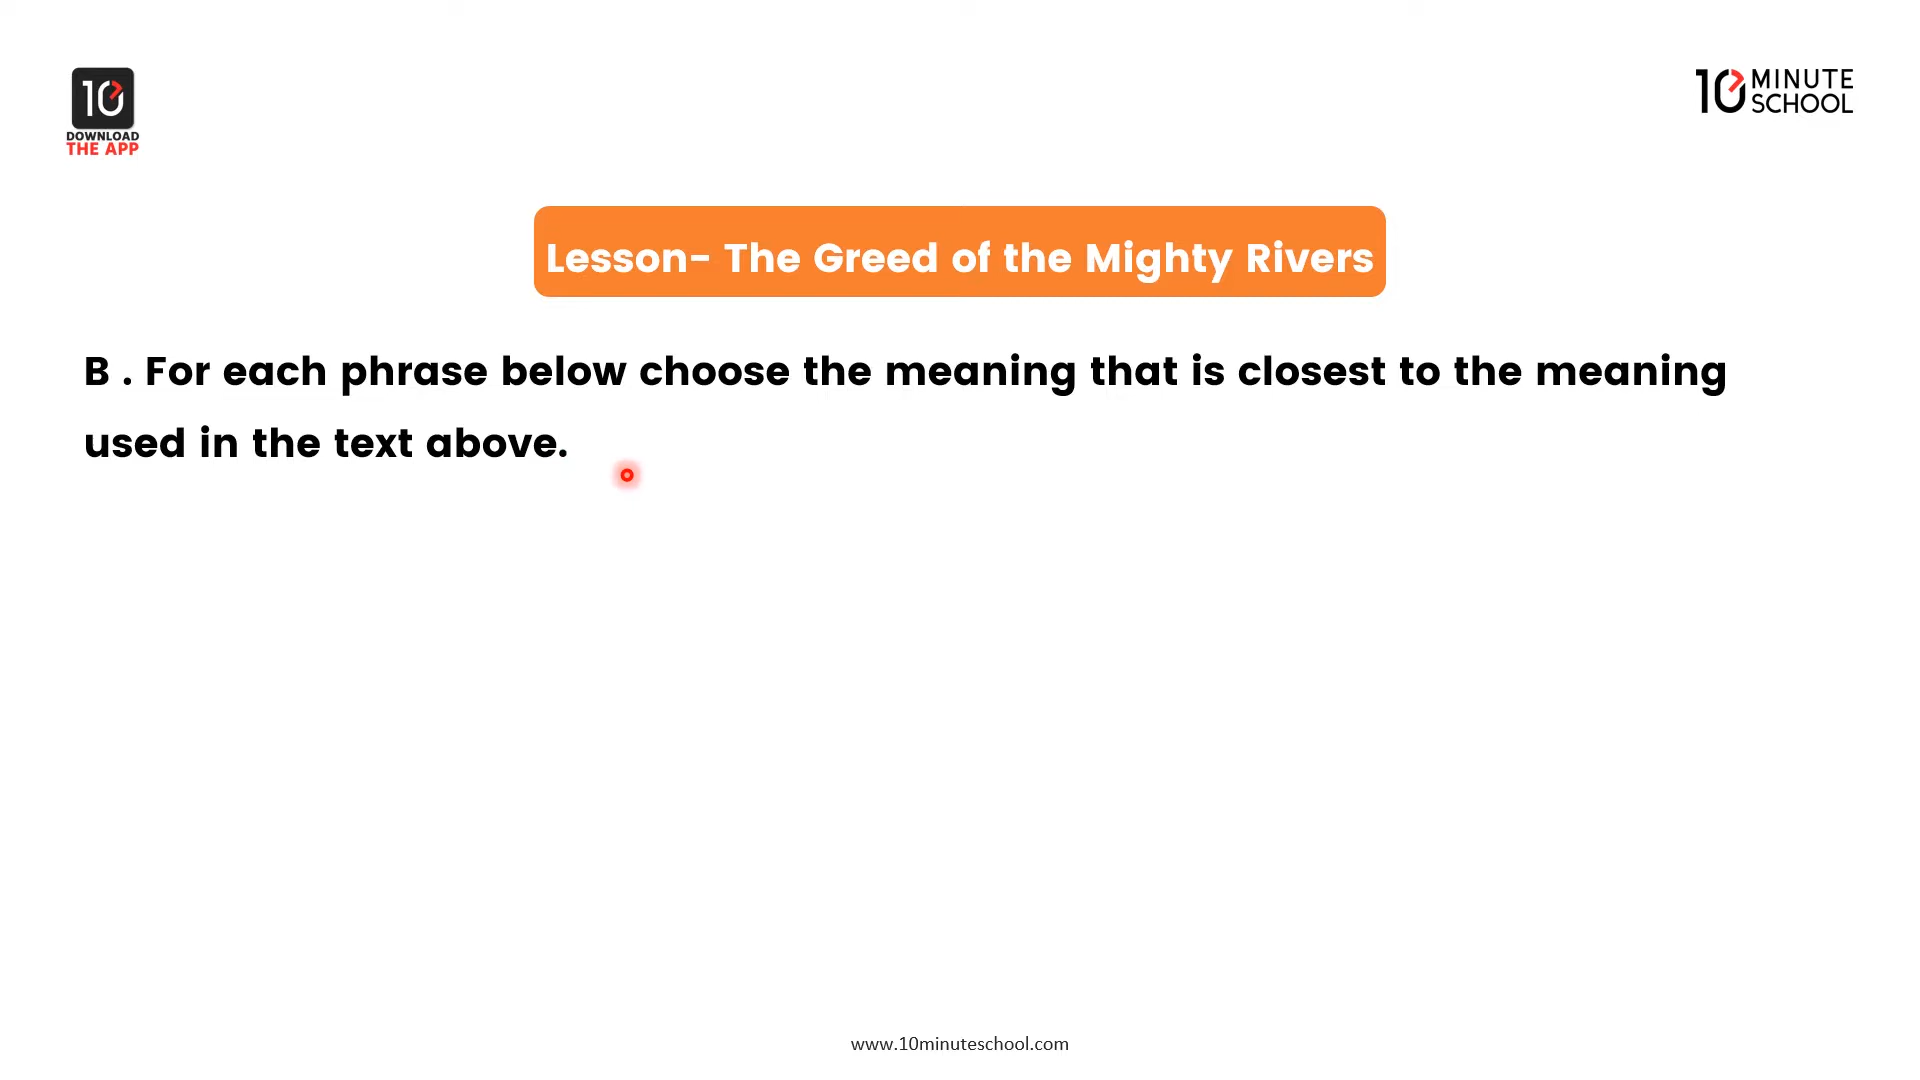 10
DOWNLOAD
THE APP
10 MINUTE
SCHOOL
Lesson- The Greed of the Mighty Rivers
B . For each phrase below choose the meaning that is closest to the meaning
used in the text above.
www.10minuteschool.com